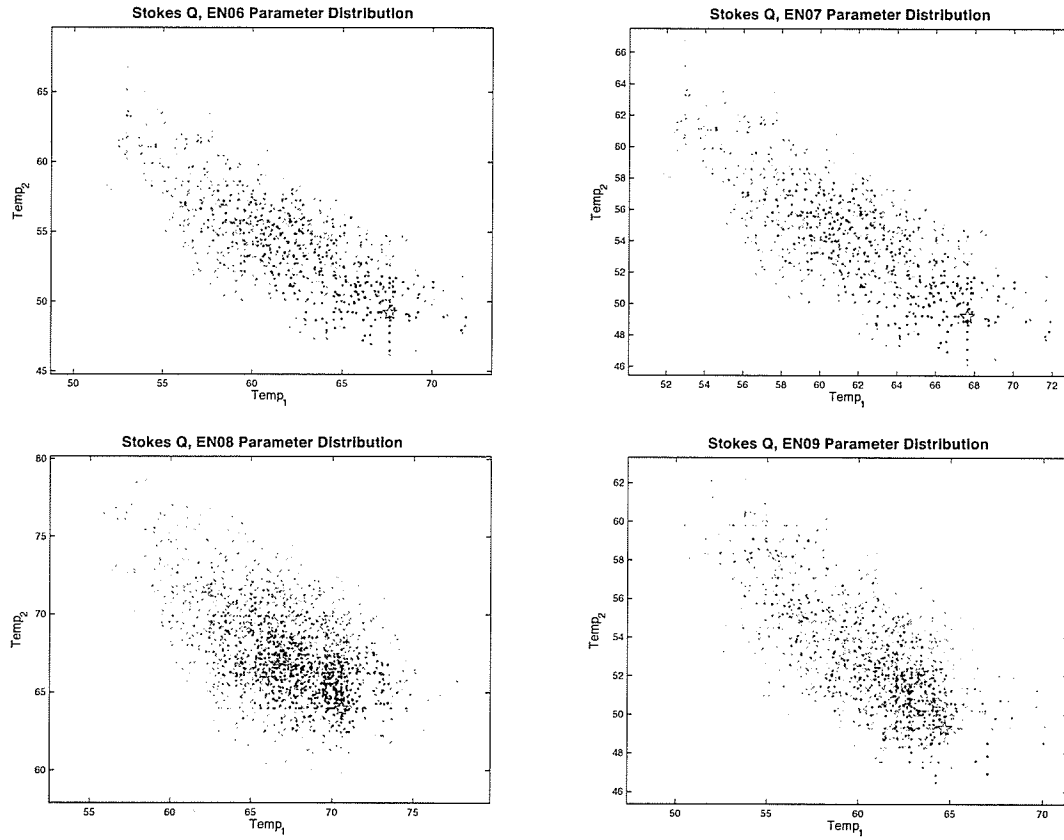 Stokes Q, EN06 Parameter Distribution
65
60
55
50
45
Temp2
50 55 60 65 70
Temp1
Stokes Q, EN07 Parameter Distribution
66
64
62
60
58
56
54
52
50
48
46
Temp2
52 54 56 58 60 62 64 66 68 70 72
Temp1
Stokes Q, EN08 Parameter Distribution
80
75
70
65
60
Temp2
55 60 65 70 75
Temp1
Stokes Q, EN09 Parameter Distribution
62
60
58
56
54
52
50
48
46
Temp2
50 55 60 65 70
Temp1